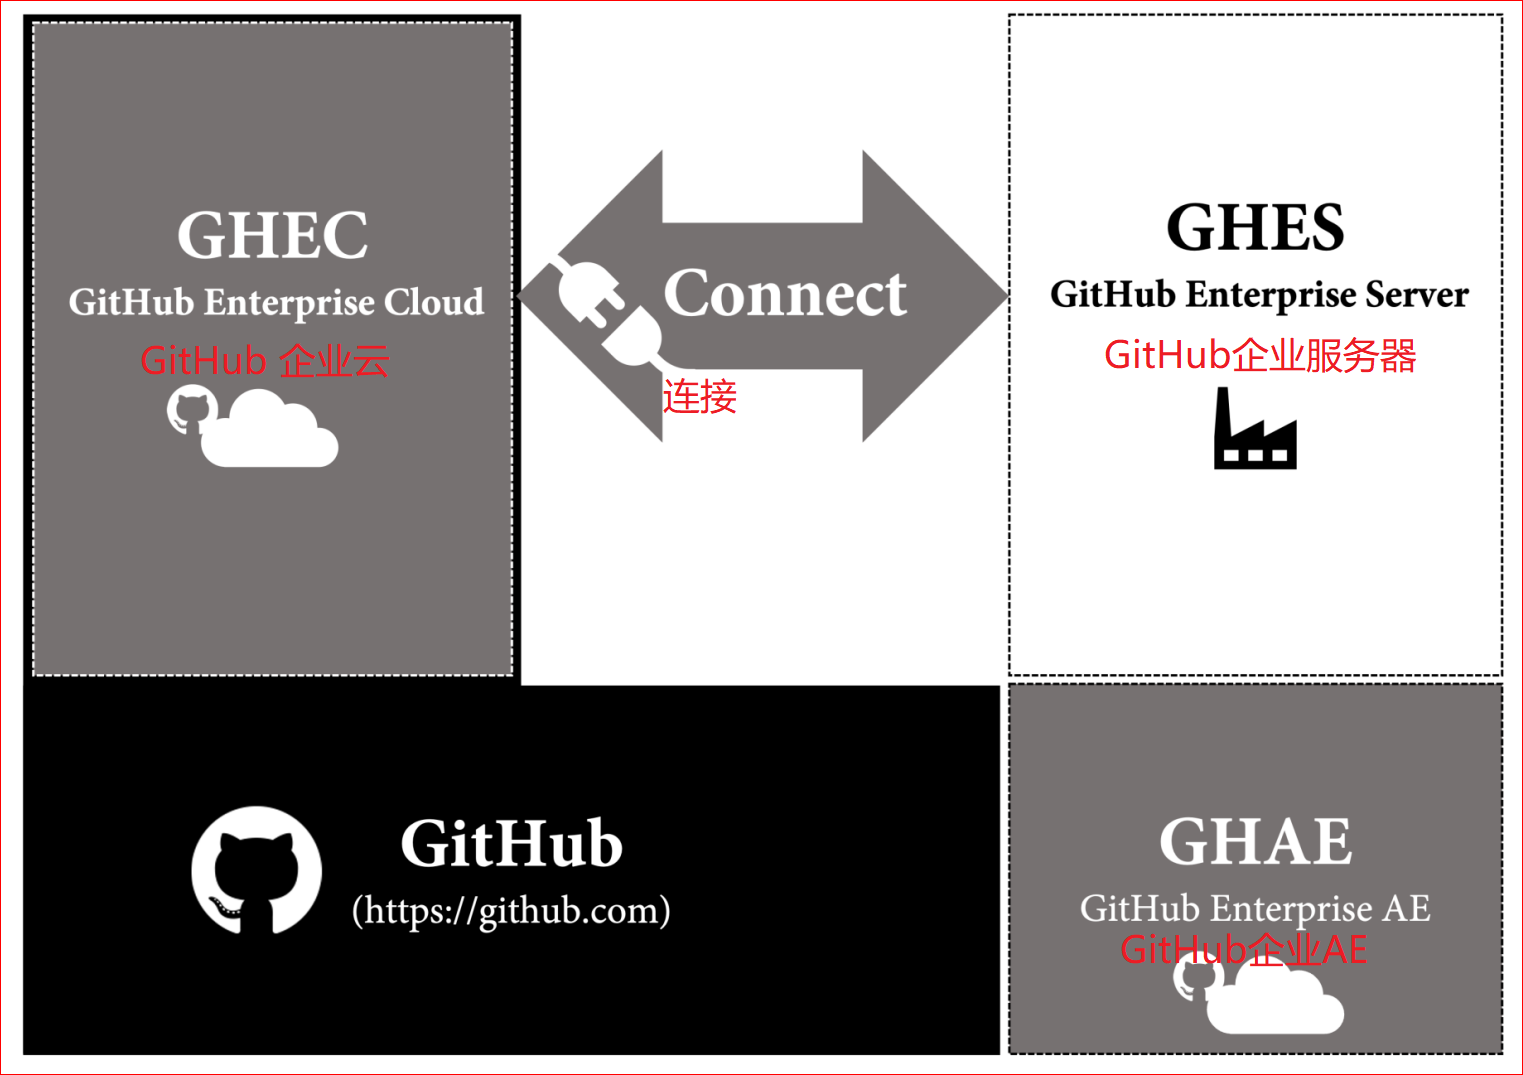 GHEC
GitHub Enterprise Cloud
GitHub 企业云
Connect
连接
GHES
GitHub Enterprise Server
GitHub企业服务器
GitHub
(https://github.com)
GHAE
GitHub Enterprise AE
GitHub企业AE